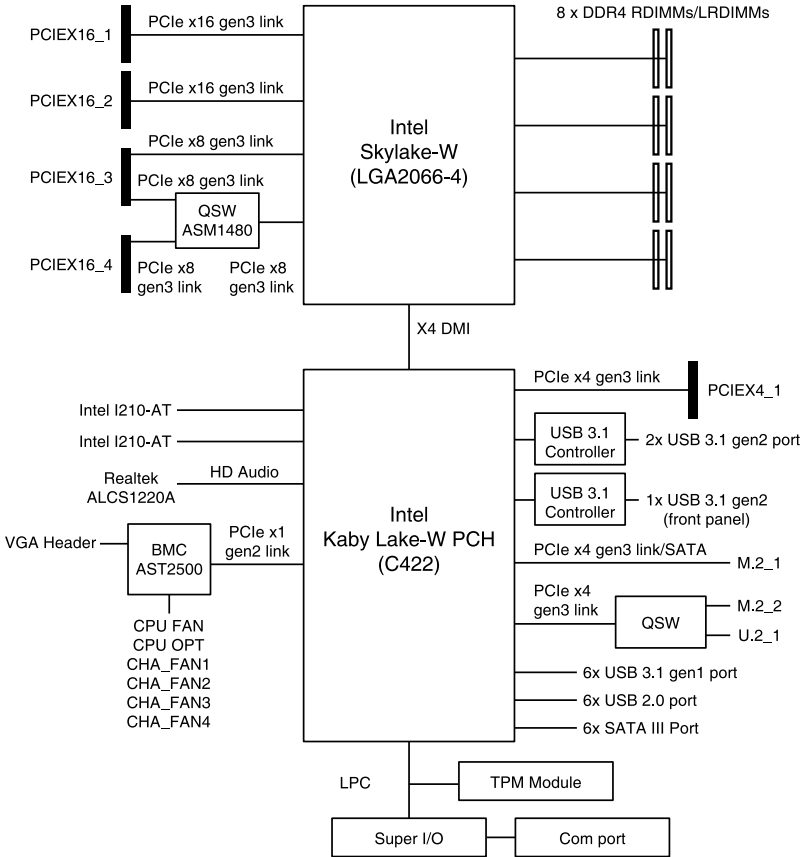 8 x DDR4 RDIMMs/LRDIMMs
PCIEX16_1
PCIe x16 gen3 link
PCIEX16_2
PCIe x16 gen3 link
PCIEX16_3
PCIe x8 gen3 link
PCIe x8 gen3 link
QSW
ASM1480
PCIEX16_4
PCIe x8
gen3 link
PCIe x8
gen3 link
Intel
Skylake-W
(LGA2066-4)
X4 DMI
Intel I210-AT
Intel I210-AT
Realtek
ALCS1220A
HD Audio
VGA Header
BMC
AST2500
PCIe x1
gen2 link
CPU FAN
CPU OPT
CHA_FAN1
CHA_FAN2
CHA_FAN3
CHA_FAN4
Intel
Kaby Lake-W PCH
(C422)
PCIe x4 gen3 link
PCIEX4_1
USB 3.1
Controller
2x USB 3.1 gen2 port
USB 3.1
Controller
1x USB 3.1 gen2
(front panel)
PCIe x4 gen3 link/SATA
M.2_1
PCIe x4
gen3 link
QSW
M.2_2
U.2_1
6x USB 3.1 gen1 port
6x USB 2.0 port
6x SATA III Port
LPC
TPM Module
Super I/O
Com port